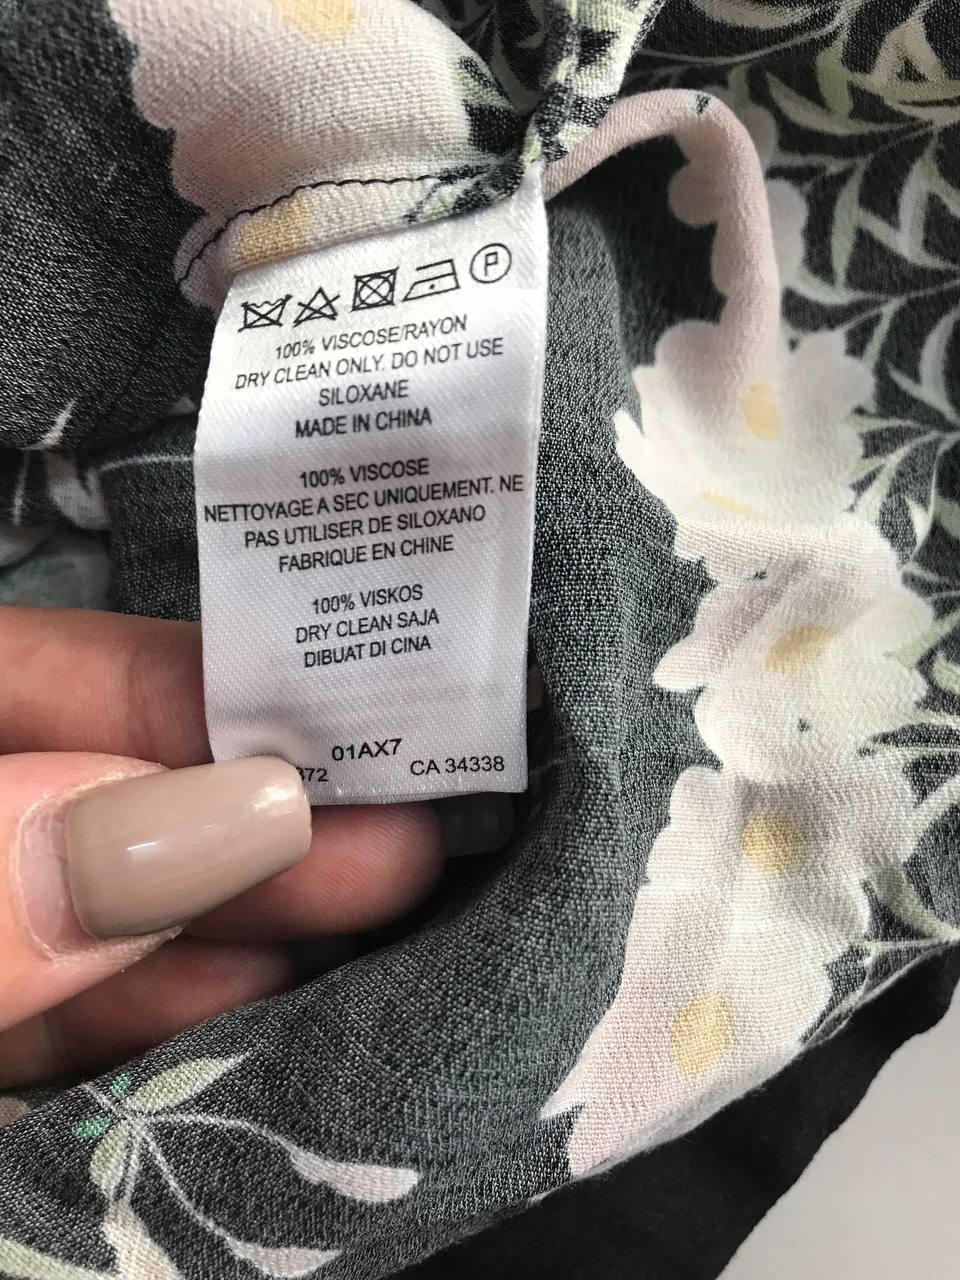 P
100% VISCOSE/RAYON
DRY CLEAN ONLY. DO NOT USE
SILOXANE
MADE IN CHINA
100% VISCOSE
NETTOYAGE A SEC UNIQUEMENT. NE
PAS UTILISER DE SILOXANO
FABRIQUE EN CHINE
100% VISKOS
DRY CLEAN SAJA
DIBUAT DI CINA
01AX7
CA 34338